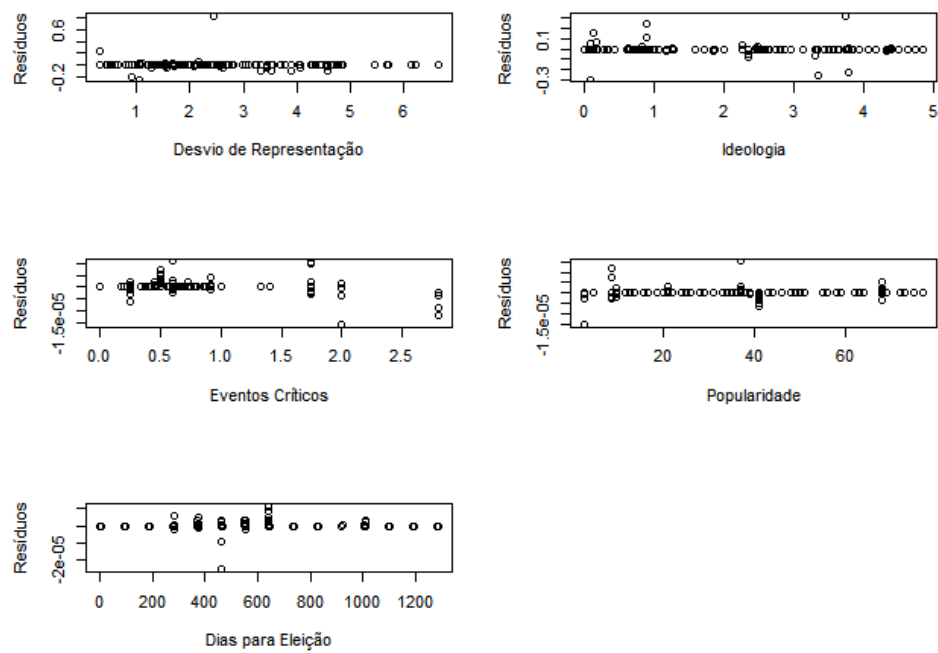 Resíduos
-0.2 0.6
1 2 3 4 5 6
Desvio de Representação
Resíduos
-0.3 0.1
0 1 2 3 4 5
Ideologia
Resíduos
-1.5e-05
0.0 0.5 1.0 1.5 2.0 2.5
Eventos Críticos
Resíduos
-1.5e-05
20 40 60
Popularidade
Resíduos
-2e-05
0 200 400 600 800 1000 1200
Dias para Eleição